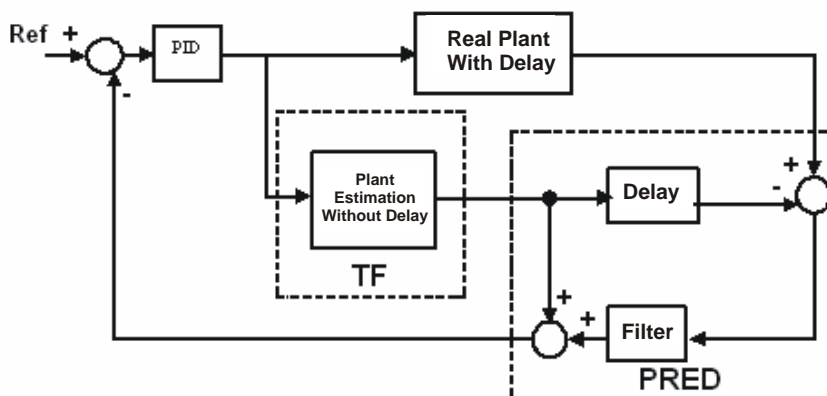 Ref +
PID
Real Plant
With Delay
-
Plant
Estimation
Without Delay
TF
Delay
+
-
+
+
Filter
PRED